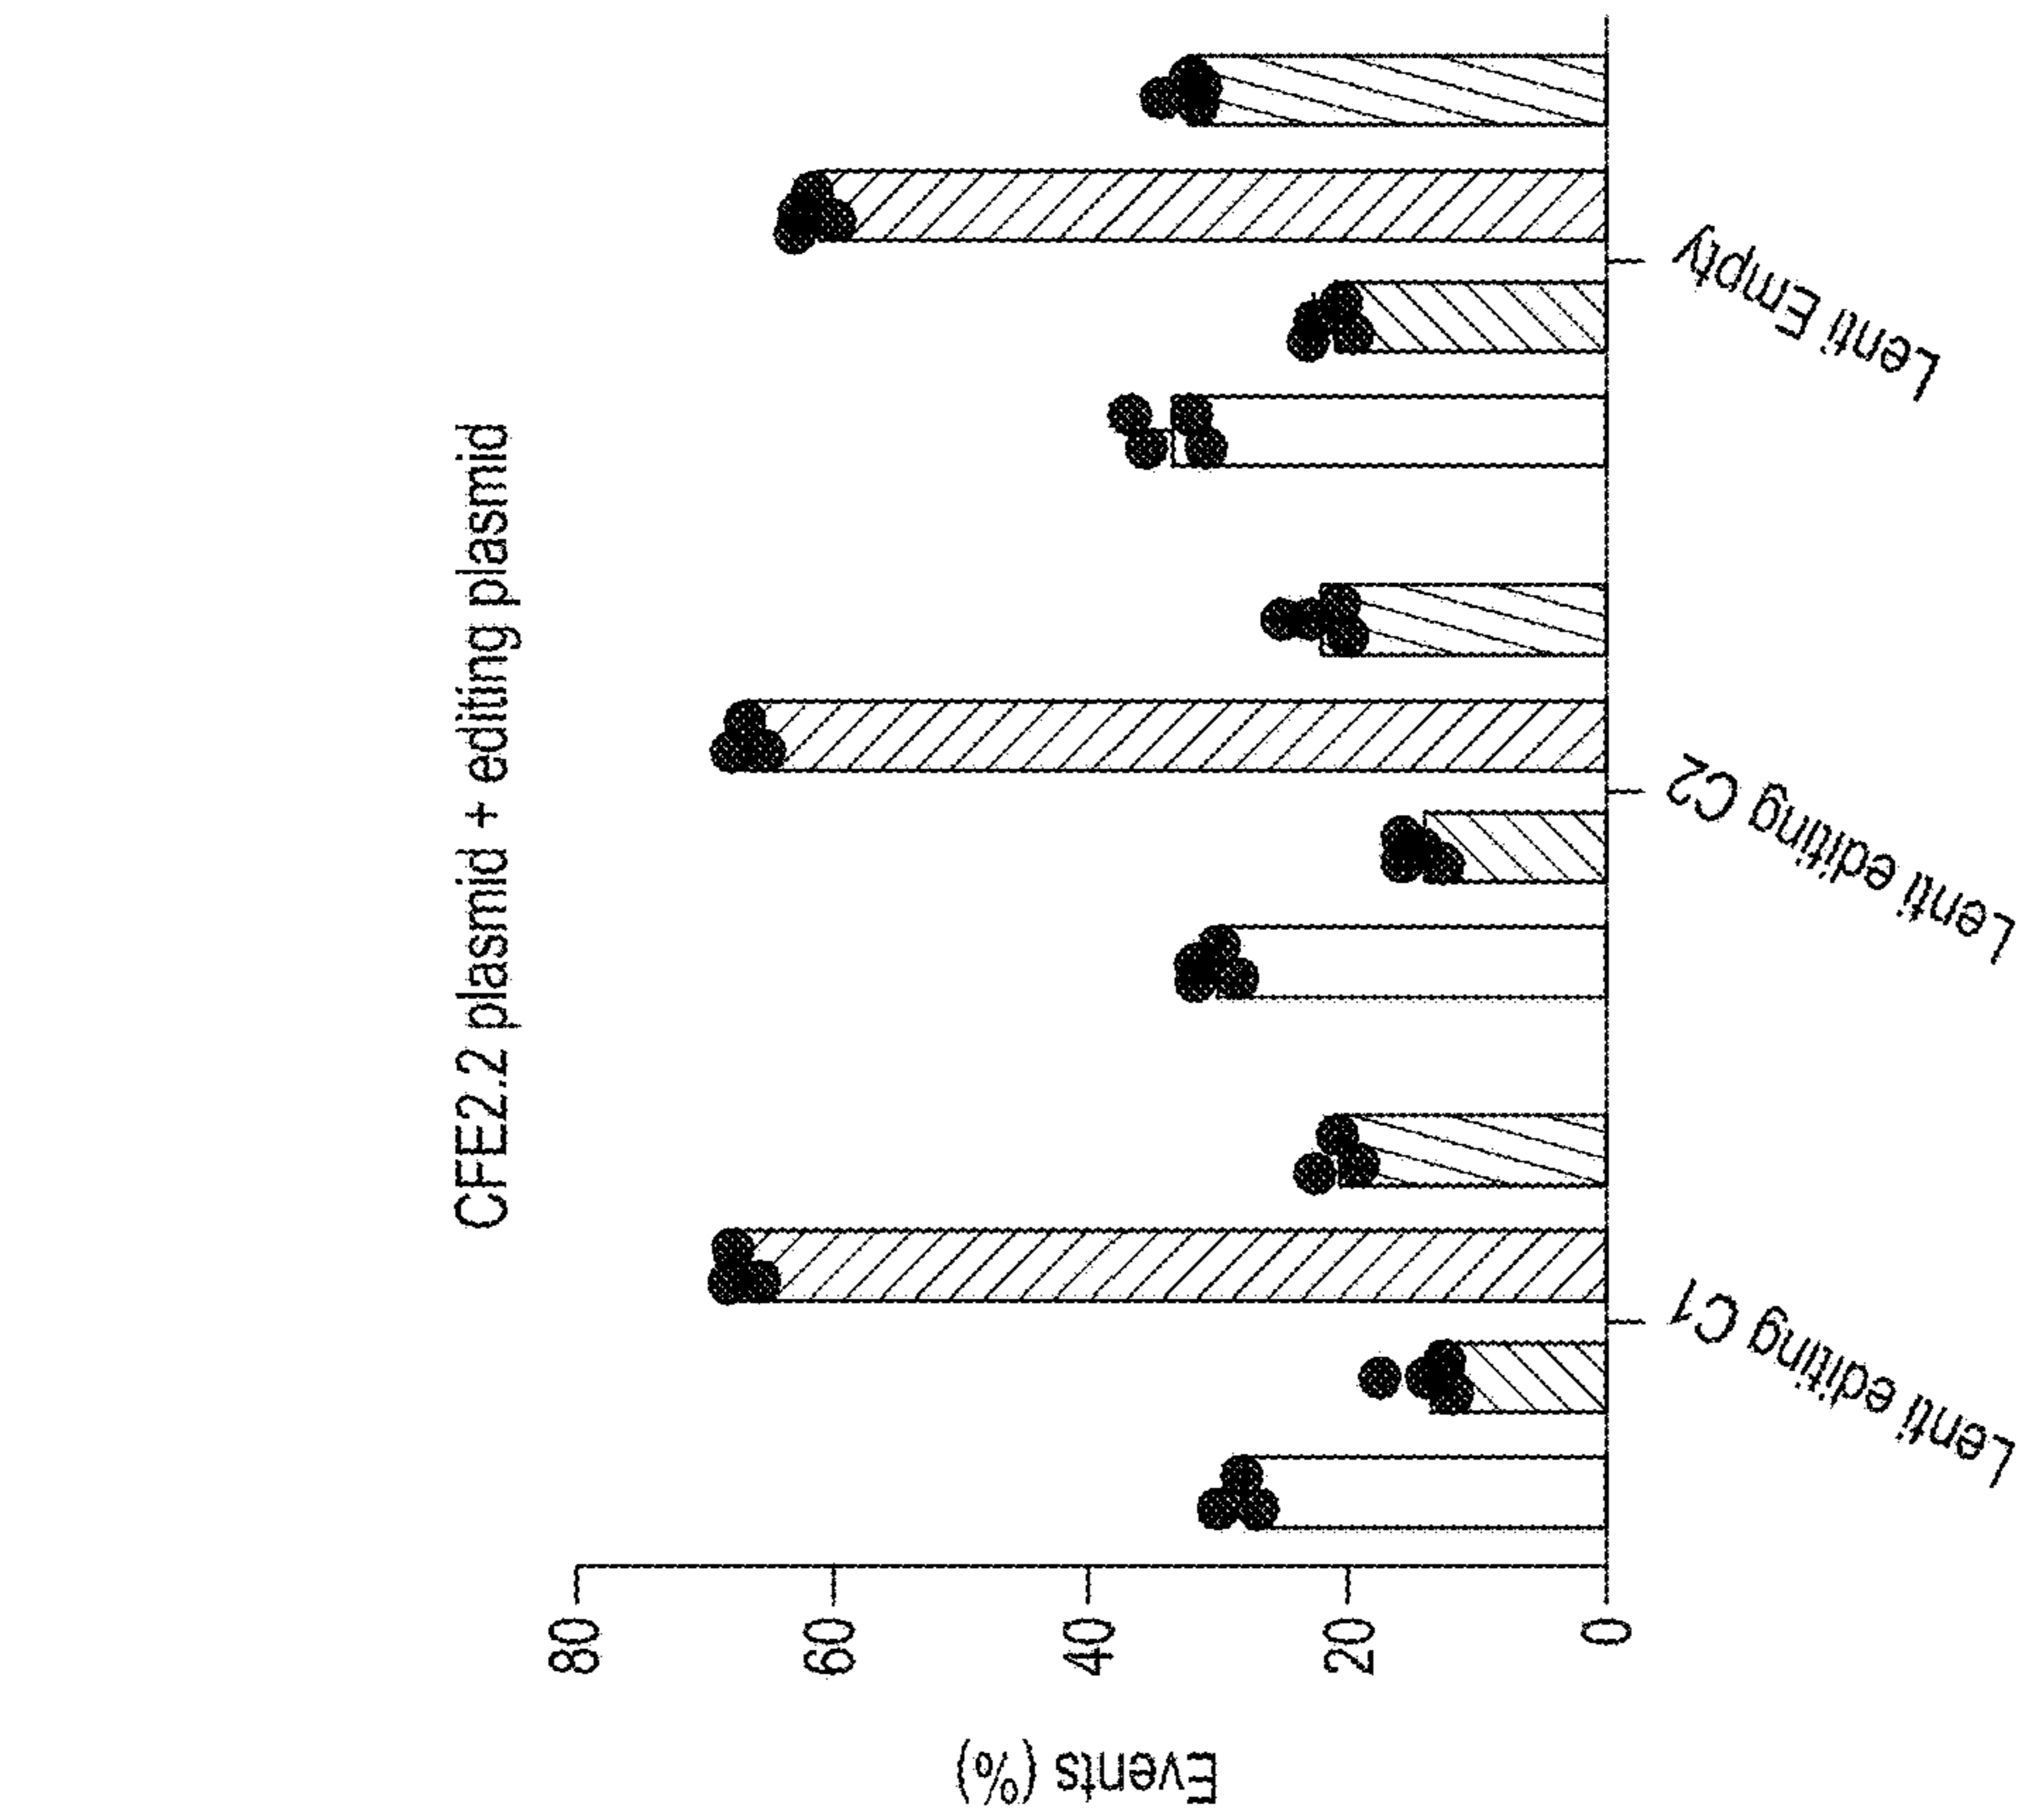 CFE2.2 plasmid + editing plasmid
Events (%)
80
60
40
20
0
Lenti editing C1
Lenti editing C2
Lenti Empty